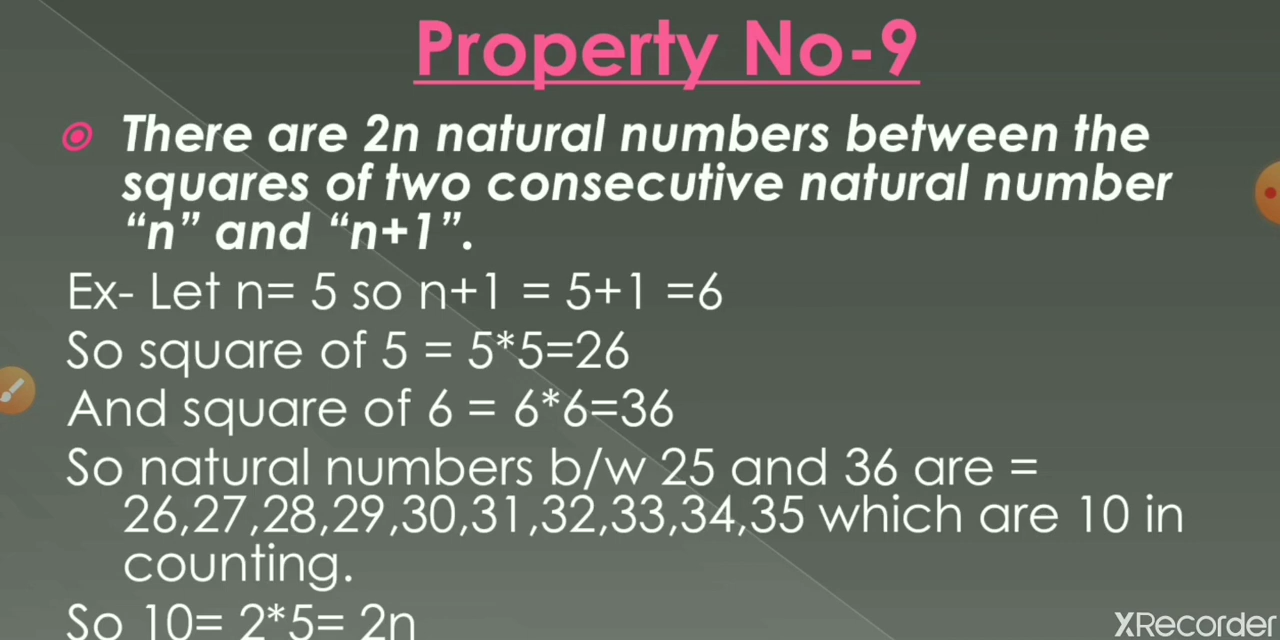 Property No-9
There are 2n natural numbers between the
squares of two consecutive natural number
“n” and “n+1”.
Ex- Let n= 5 so n+1 = 5+1 =6
So square of 5 = 5*5=26
And square of 6 = 6*6=36
So natural numbers b/w 25 and 36 are =
26,27,28,29,30,31,32,33,34,35 which are 10 in
counting.
So 10= 2*5= 2n
XRecorder